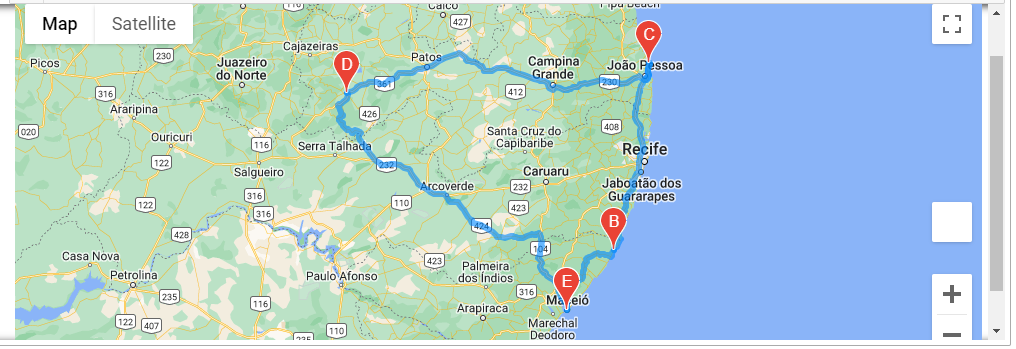 Map
Satellite
Caicó
427
Pipa Beach
C
230
Cajazeiras
Patos
Picos
Juazeiro
do Norte
D
361
Campina
Grande
João Pessoa
230
316
Araripina
412
426
020
Ouricuri
122
116
Serra Talhada
Santa Cruz do
Capibaribe
408
Recife
122
Salgueiro
232
Caruaru
Jaboatão dos
Guararapes
Arcoverde
232
316
122
316
110
423
424
B
428
104
Casa Nova
Petrolina
423
Palmeira
dos Índios
E
Paulo Afonso
316
Maceió
235
116
Arapiraca
122
407
110
Marechal
Deodoro